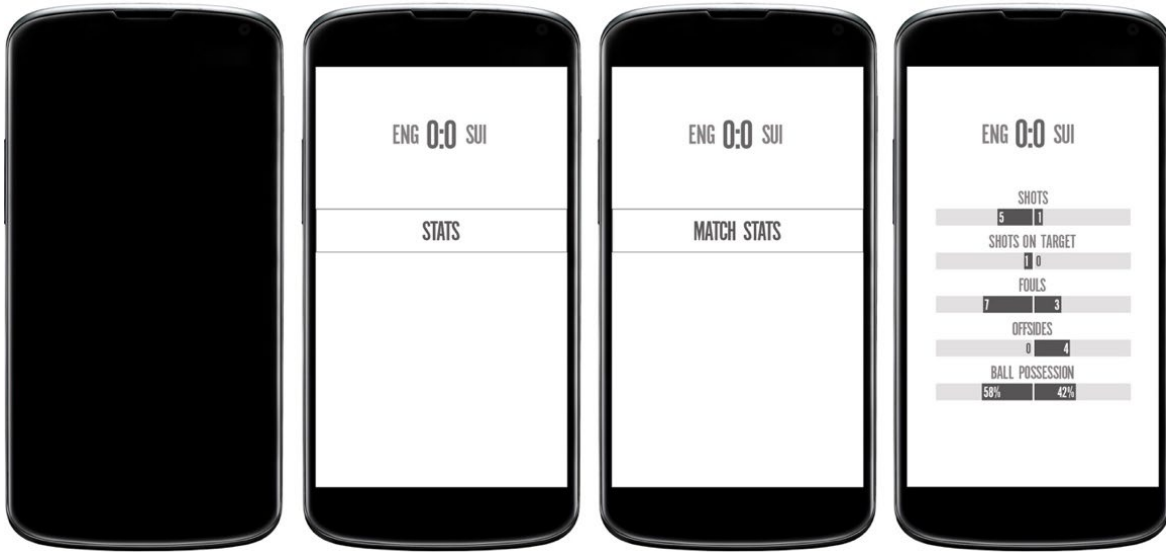 ENG 0:0 SUI
STATS
ENG 0:0 SUI
MATCH STATS
ENG 0:0 SUI
SHOTS
5 1
SHOTS ON TARGET
1 0
FOULS
7 3
OFFSIDES
0 4
BALL POSSESSION
58% 42%